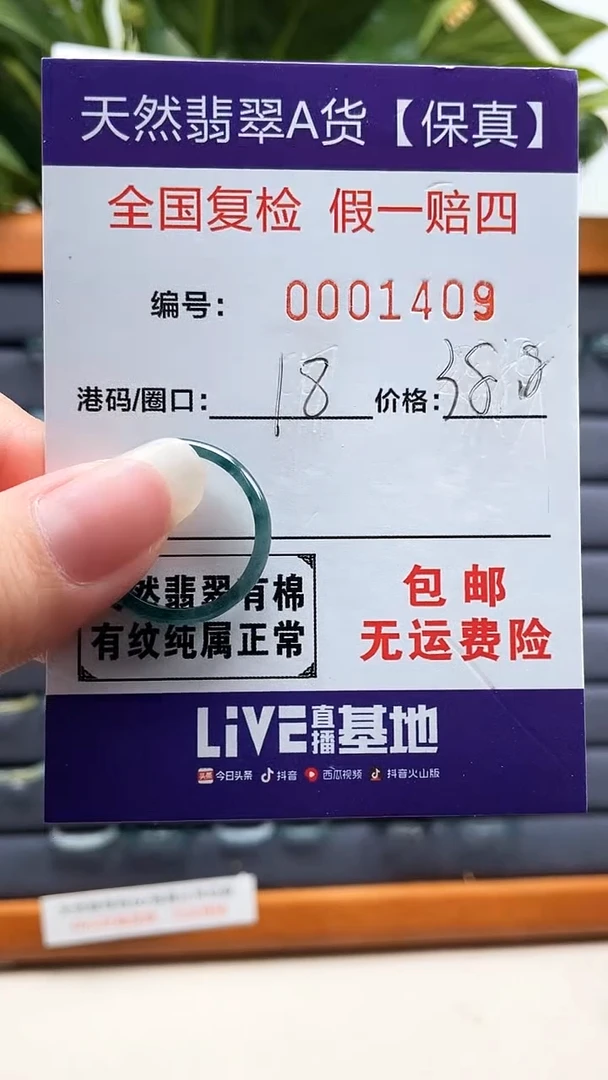 天然翡翠A货【保真】
全国复检 假一赔四
编号: 0001409
港码/圈口: 18 价格: 388
然翡翠有棉
有纹纯属正常
包邮
无运费险
LiVE直播基地
头条 今日头条 抖音 西瓜视频 抖音火山版